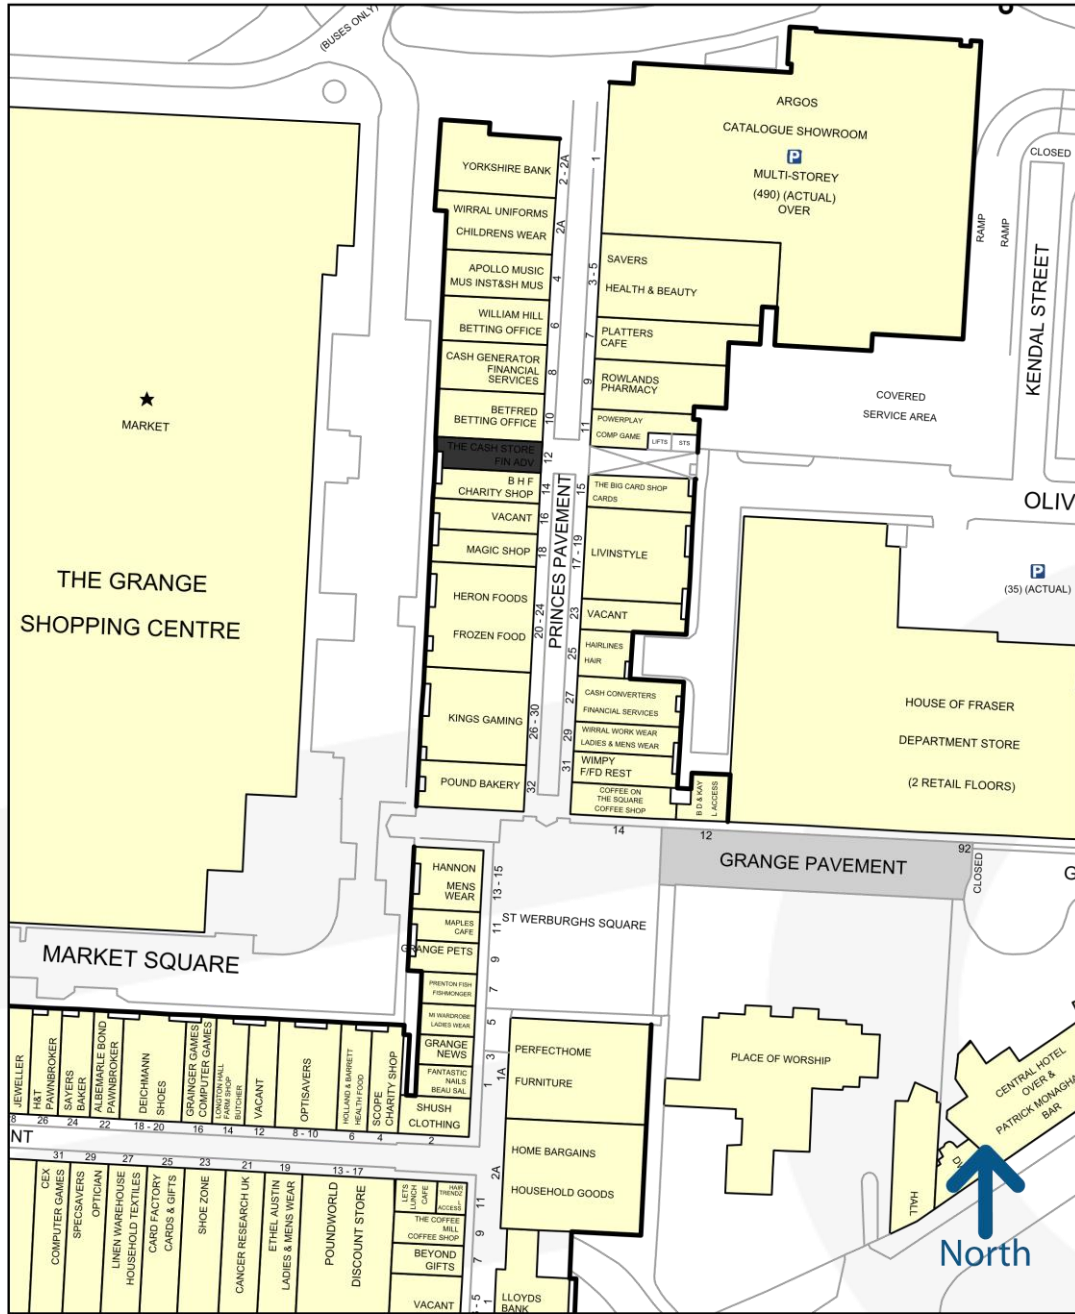 (BUSES ONLY)
ARGOS
CATALOGUE SHOWROOM
P
MULTI-STOREY
(490) (ACTUAL)
OVER
CLOSED
RAMP
RAMP
KENDAL STREET
YORKSHIRE BANK
2 - 2A
1
WIRRAL UNIFORMS
CHILDRENS WEAR
2A
APOLLO MUSIC
MUS INST&SH MUS
4
SAVERS
HEALTH & BEAUTY
3 - 5
WILLIAM HILL
BETTING OFFICE
6
PLATTERS
CAFE
7
CASH GENERATOR
FINANCIAL
SERVICES
8
ROWLANDS
PHARMACY
9
BETFRED
BETTING OFFICE
10
POWERPLAY
COMP GAME
LIFTS
STS
11
COVERED
SERVICE AREA
THE CASH STORE
FIN ADV
12
B H F
CHARITY SHOP
14
THE BIG CARD SHOP
CARDS
15
VACANT
16
MAGIC SHOP
18
LIVINSTYLE
17 - 19
PRINCES PAVEMENT
HERON FOODS
FROZEN FOOD
20 - 24
VACANT
23
HAIRLINES
HAIR
25
KINGS GAMING
26 - 30
CASH CONVERTERS
FINANCIAL SERVICES
27
WIRRAL WORK WEAR
LADIES & MENS WEAR
29
WIMPY
F/FD REST
31
POUND BAKERY
32
COFFEE ON
THE SQUARE
COFFEE SHOP
14
B D & KAY
L ACCESS
12
OLIV
P
(35) (ACTUAL)
HOUSE OF FRASER
DEPARTMENT STORE
(2 RETAIL FLOORS)
92
MARKET
THE GRANGE
SHOPPING CENTRE
GRANGE PAVEMENT
CLOSED
G
HANNON
MENS
WEAR
13 - 15
MAPLES
CAFE
11
GRANGE PETS
9
PRENTON FISH
FISHMONGER
7
MI WARDROBE
LADIES WEAR
5
GRANGE
NEWS
3
FANTASTIC
NAILS
BEAU SAL
1
SHUSH
CLOTHING
2
ST WERBURGHS SQUARE
MARKET SQUARE
PERFECTHOME
FURNITURE
1A
HOME BARGAINS
HOUSEHOLD GOODS
2A
PLACE OF WORSHIP
CENTRAL HOTEL
OVER &
PATRICK MONAGHA
BAR
HALL
DW
North
JEWELLER
8
H&T
PAWNBROKER
26
SAYERS
BAKER
24
ALBEMARLE BOND
PAWNBROKER
22
DEICHMANN
SHOES
18 - 20
GRAINGER GAMES
COMPUTER GAMES
16
LONGTON HALL
FARM SHOP
BUTCHER
14
VACANT
12
OPTISAVERS
8 - 10
HOLLAND & BARRETT
HEALTH FOOD
6
SCOPE
CHARITY SHOP
4
NT
31
CEX
COMPUTER GAMES
29
SPECSAVERS
OPTICIAN
27
LINEN WAREHOUSE
HOUSEHOLD TEXTILES
25
CARD FACTORY
CARDS & GIFTS
23
SHOE ZONE
21
CANCER RESEARCH UK
19
ETHEL AUSTIN
LADIES & MENS WEAR
13 - 17
POUNDWORLD
DISCOUNT STORE
LETS
LUNCH
CAFE
HAIR
TRENDZ
L
ACCESS
11
THE COFFEE
MILL
COFFEE SHOP
9
BEYOND
GIFTS
7
VACANT
- 5
1
LLOYDS
BANK